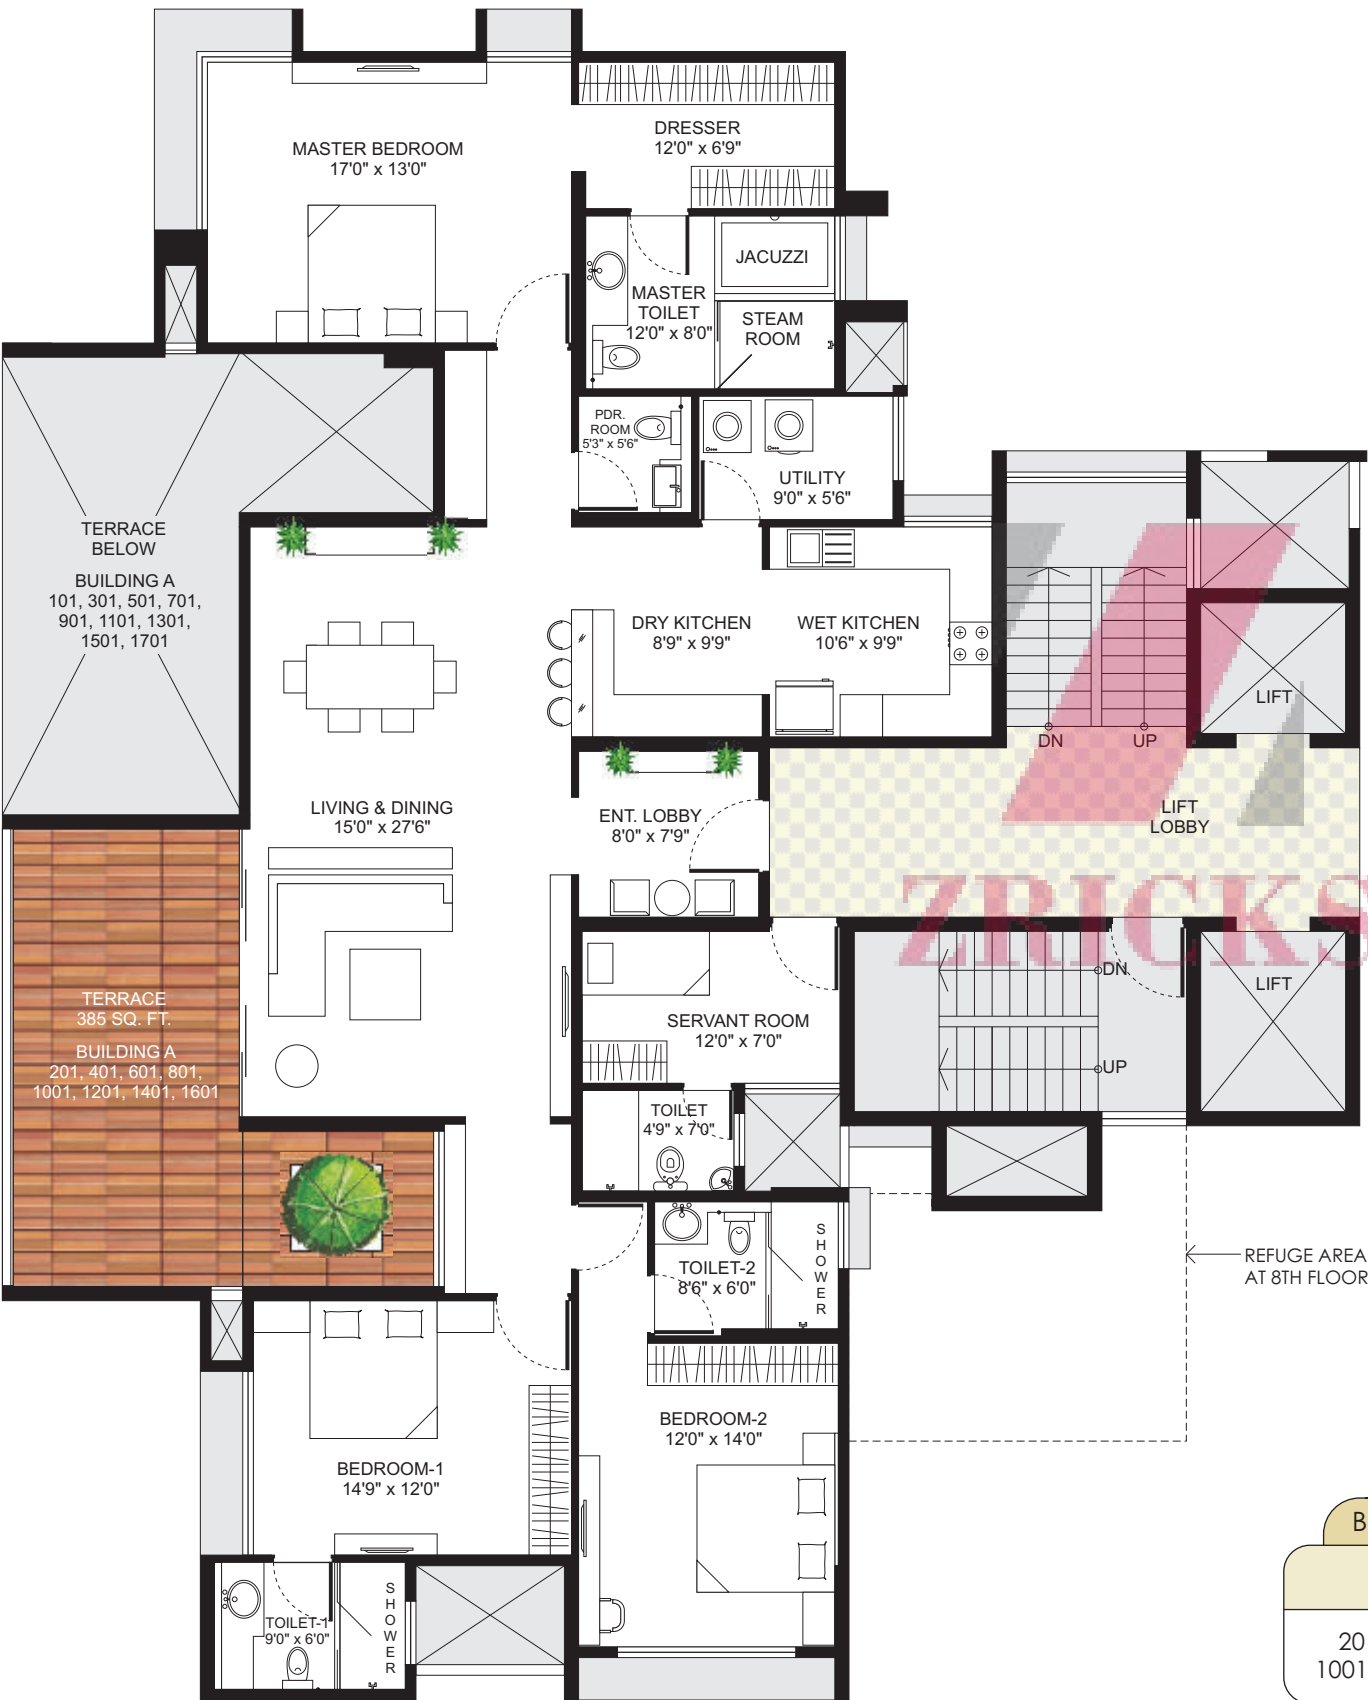 MASTER BEDROOM
17'0" x 13'0"
DRESSER
12'0" x 6'9"
JACUZZI
MASTER
TOILET
12'0" x 8'0"
STEAM
ROOM
PDR.
ROOM
5'3" x 5'6"
UTILITY
9'0" x 5'6"
TERRACE
BELOW
BUILDING A
101, 301, 501, 701,
901, 1101, 1301,
1501, 1701
DRY KITCHEN
8'9" x 9'9"
WET KITCHEN
10'6" x 9'9"
LIFT
DN
UP
LIVING & DINING
15'0" x 27'6"
ENT. LOBBY
8'0" x 7'9"
LIFT
LOBBY
ZRICKS
TERRACE
385 SQ. FT.
BUILDING A
201, 401, 601, 801,
1001, 1201, 1401, 1601
SERVANT ROOM
12'0" x 7'0"
DN
UP
LIFT
TOILET
4'9" x 7'0"
TOILET-2
8'6" x 6'0"
SHOWER
REFUGE AREA
AT 8TH FLOOR
BEDROOM-1
14'9" x 12'0"
BEDROOM-2
12'0" x 14'0"
TOILET-1
9'0" x 6'0"
SHOWER
B
20
1001